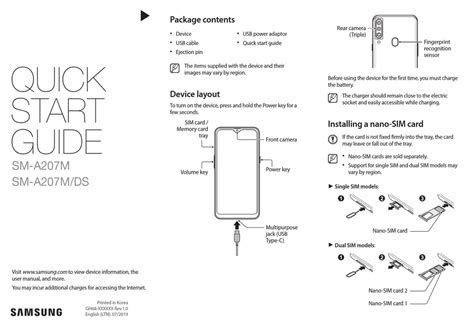 QUICK
START
GUIDE
SM-A207M
SM-A207M/DS
Visit www.samsung.com to view device information, the
user manual, and more.
You may incur additional charges for accessing the Internet.
SAMSUNG
Printed in Korea
GH68-XXXXXX Rev.1.0
English (LTN). 07/2019
Package contents
• Device
• USB cable
• Ejection pin
• USB power adaptor
• Quick start guide
The items supplied with the device and their
images may vary by region.
Device layout
To turn on the device, press and hold the Power key for a
few seconds.
SIM card /
Memory card
tray
Front camera
Volume key
Power key
Multipurpose
jack (USB
Type-C)
Rear camera
(Triple)
Fingerprint
recognition
sensor
Before using the device for the first time, you must charge
the battery.
The charger should remain close to the electric
socket and easily accessible while charging.
Installing a nano-SIM card
If the card is not fixed firmly into the tray, the card
may leave or fall out of the tray.
• Nano-SIM cards are sold separately.
• Support for single SIM and dual SIM models may
vary by region.
► Single SIM models:
1
2
3
Nano-SIM card
► Dual SIM models:
1
2
3
Nano-SIM card 2
Nano-SIM card 1